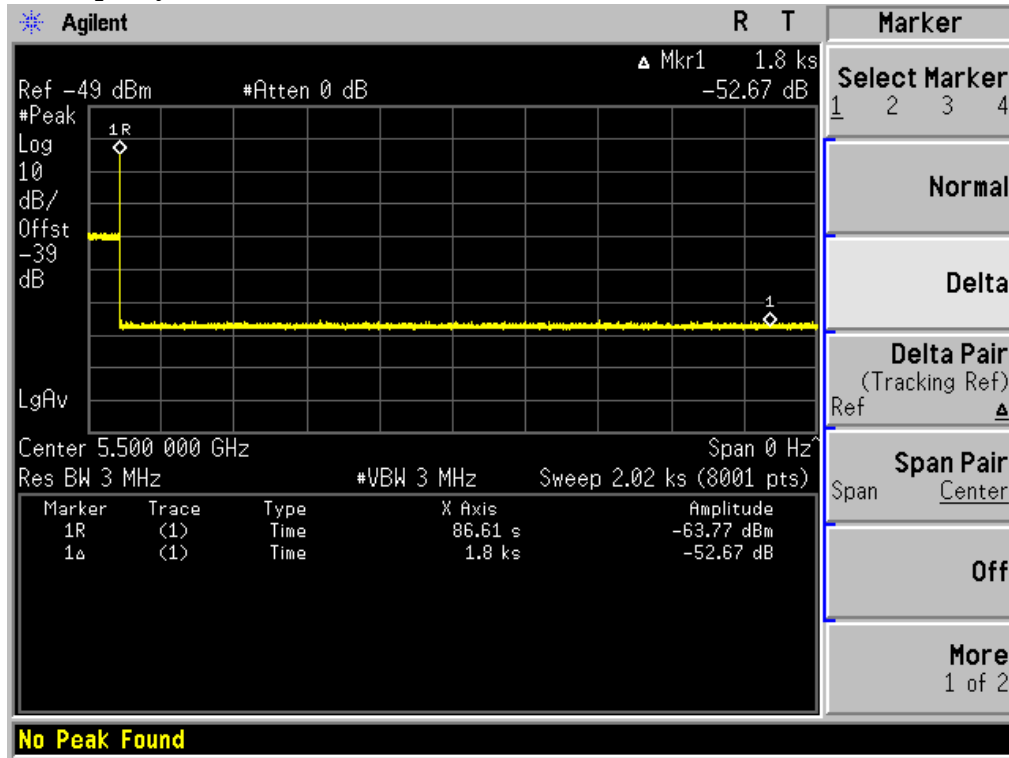 Agilent R T Marker
▵ Mkr1 1.8 ks
Ref -49 dBm #Atten 0 dB -52.67 dB
#Peak
Log
10
dB/
Offst
-39
dB
1R
1
LgAv
Center 5.500 000 GHz Span 0 Hz^
Res BW 3 MHz #VBW 3 MHz Sweep 2.02 ks (8001 pts)
Marker Trace Type X Axis Amplitude
1R (1) Time 86.61 s -63.77 dBm
1▵ (1) Time 1.8 ks -52.67 dB
No Peak Found
Select Marker
1 2 3 4
Normal
Delta
Delta Pair
(Tracking Ref)
Ref ▵
Span Pair
Span Center
Off
More
1 of 2